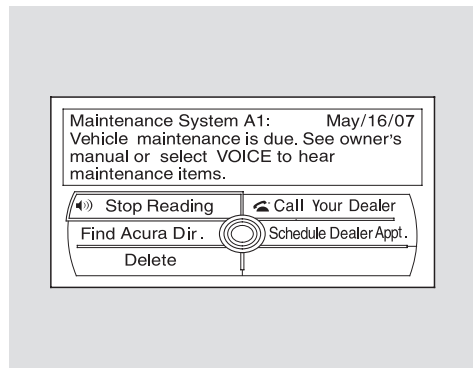 Maintenance System A1: May/16/07
Vehicle maintenance is due. See owner's
manual or select VOICE to hear
maintenance items.
Stop Reading
Call Your Dealer
Find Acura Dlr.
Schedule Dealer Appt.
Delete